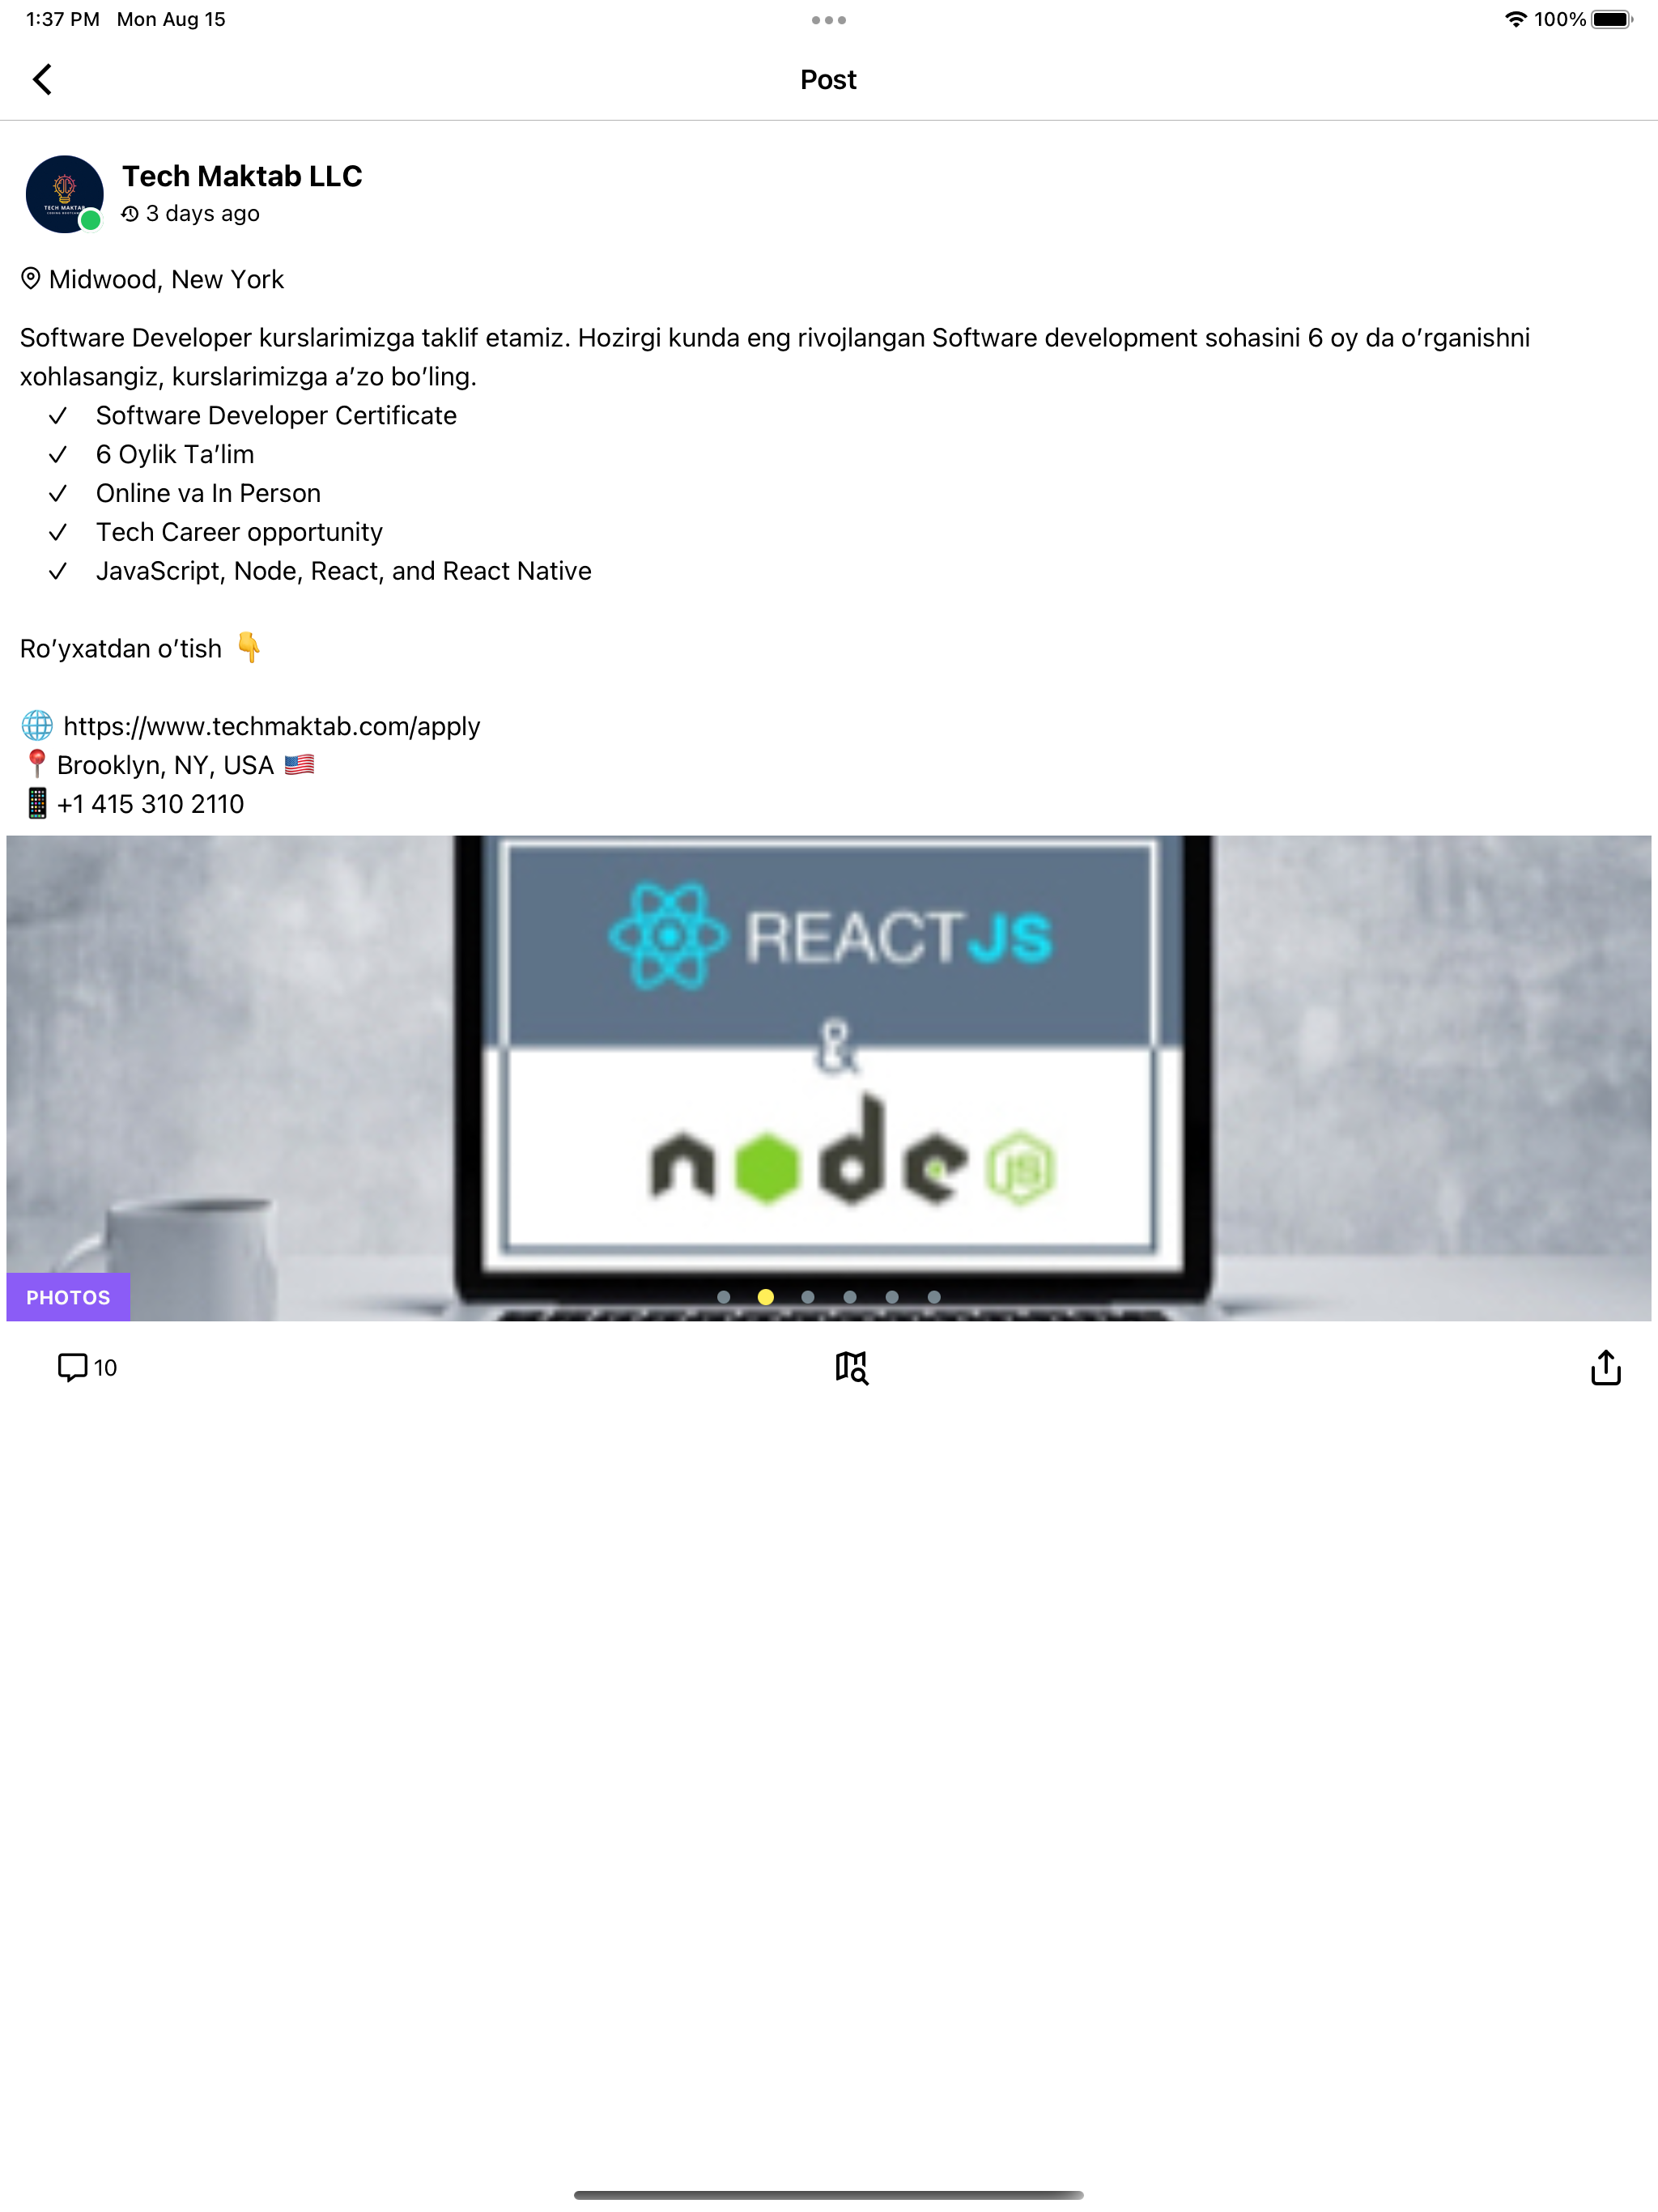 1:37 PM Mon Aug 15
100%
Post
Tech Maktab LLC
3 days ago
TECH MAKTAB
Midwood, New York
Software Developer kurslarimizga taklif etamiz. Hozirgi kunda eng rivojlangan Software development sohasini 6 oy da o’rganishni
xohlasangiz, kurslarimizga a’zo bo’ling.
✓ Software Developer Certificate
✓ 6 Oylik Ta’lim
✓ Online va In Person
✓ Tech Career opportunity
✓ JavaScript, Node, React, and React Native
Ro’yxatdan o’tish 👇
🌐 https://www.techmaktab.com/apply
📍Brooklyn, NY, USA 🇺🇸
📱+1 415 310 2110
REACTJS
&
node JS
PHOTOS
10